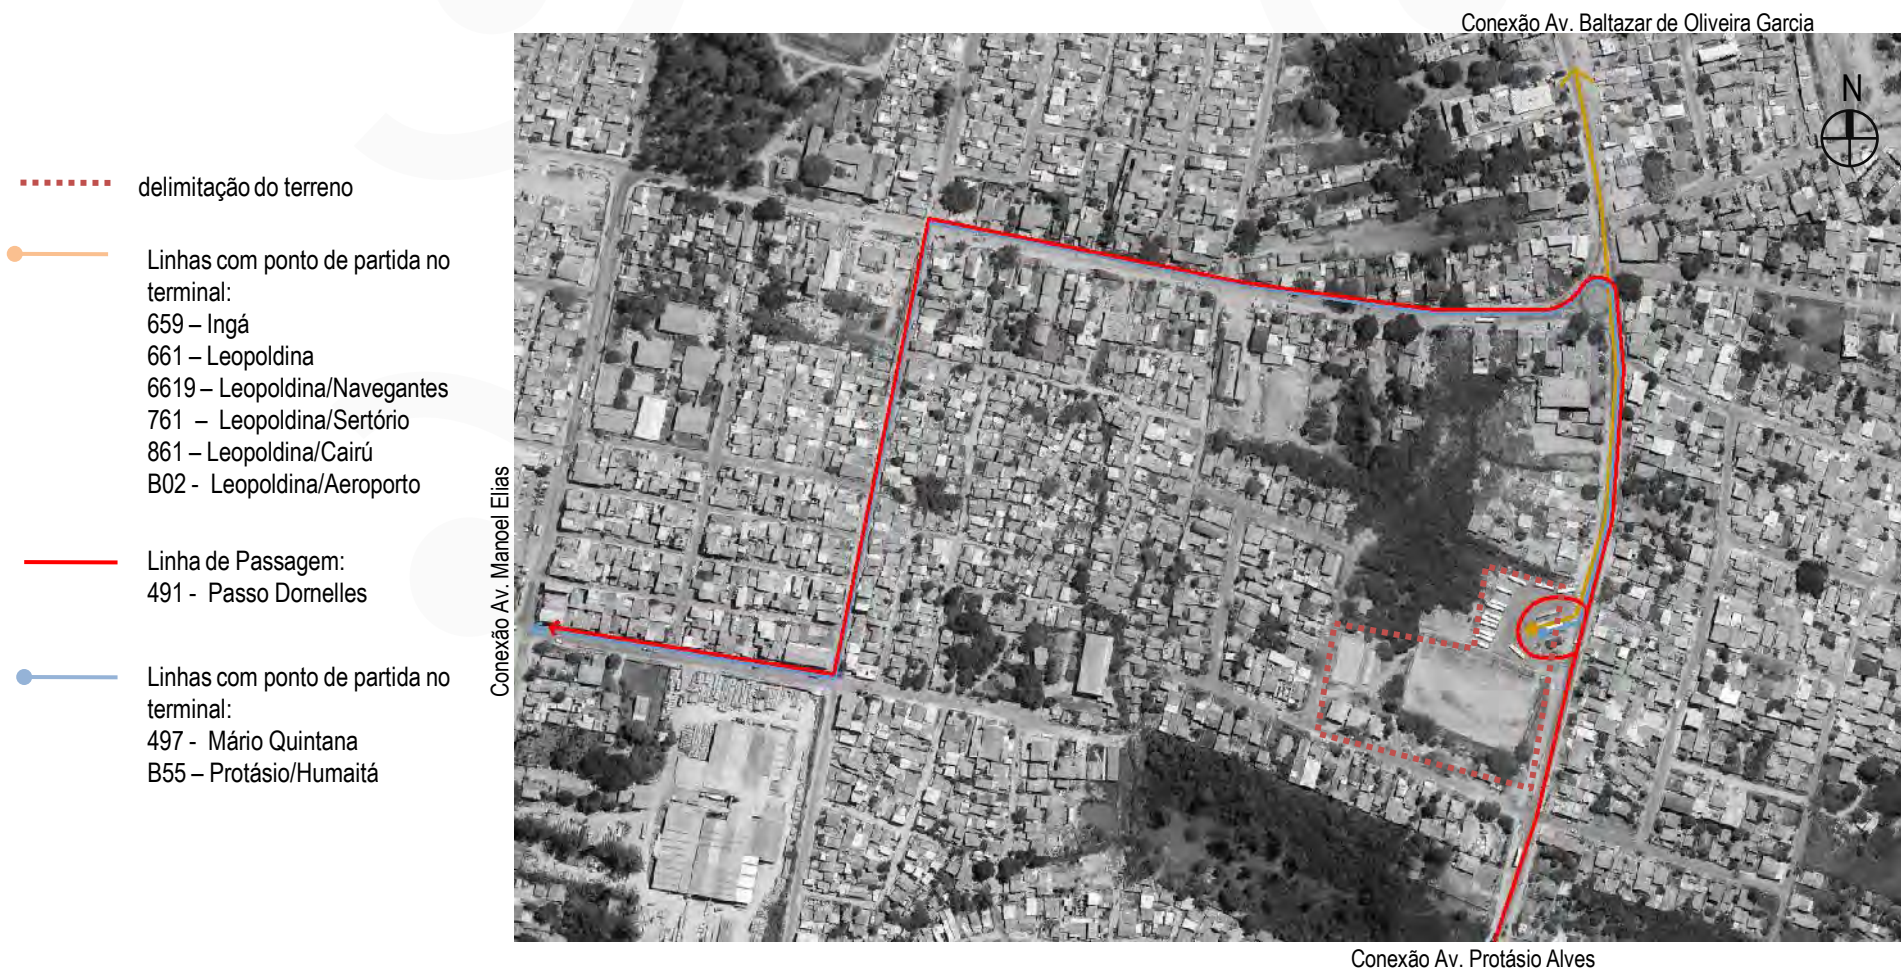 Conexão Av. Baltazar de Oliveira Garcia
N
delimitação do terreno
Linhas com ponto de partida no
terminal:
659 – Ingá
661 – Leopoldina
6619 – Leopoldina/Navegantes
761 – Leopoldina/Sertório
861 – Leopoldina/Cairú
B02 - Leopoldina/Aeroporto
Linha de Passagem:
491 - Passo Dornelles
Linhas com ponto de partida no
terminal:
497 - Mário Quintana
B55 – Protásio/Humaitá
Conexão Av. Manoel Elias
Conexão Av. Protásio Alves